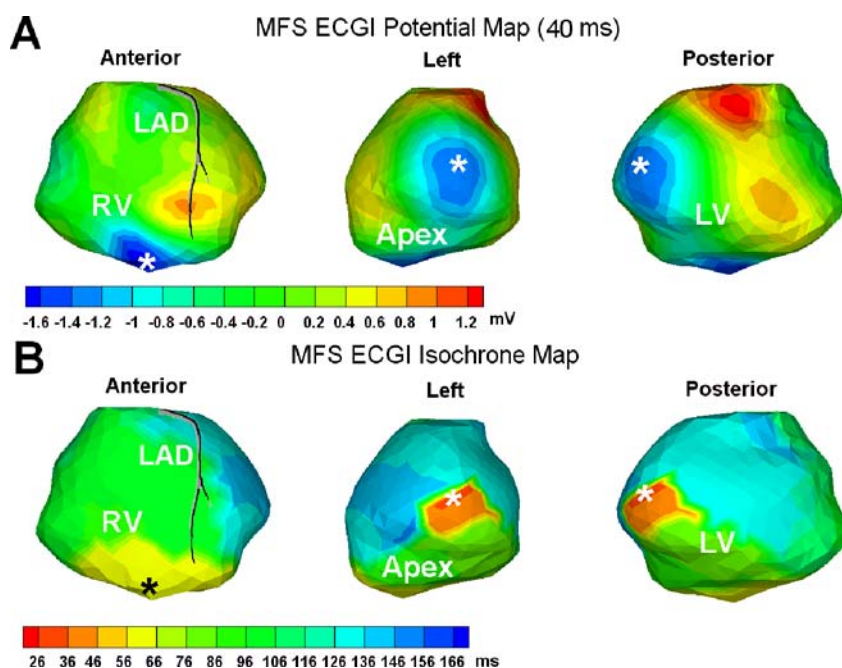 A
MFS ECGI Potential Map (40 ms)
Anterior Left Posterior
LAD
RV
*
*
Apex
*
LV
-1.6 -1.4 -1.2 -1 -0.8 -0.6 -0.4 -0.2 0 0.2 0.4 0.6 0.8 1 1.2 mV
B
MFS ECGI Isochrone Map
Anterior Left Posterior
LAD
RV
*
*
Apex
*
LV
26 36 46 56 66 76 86 96 106 116 126 136 146 156 166 ms